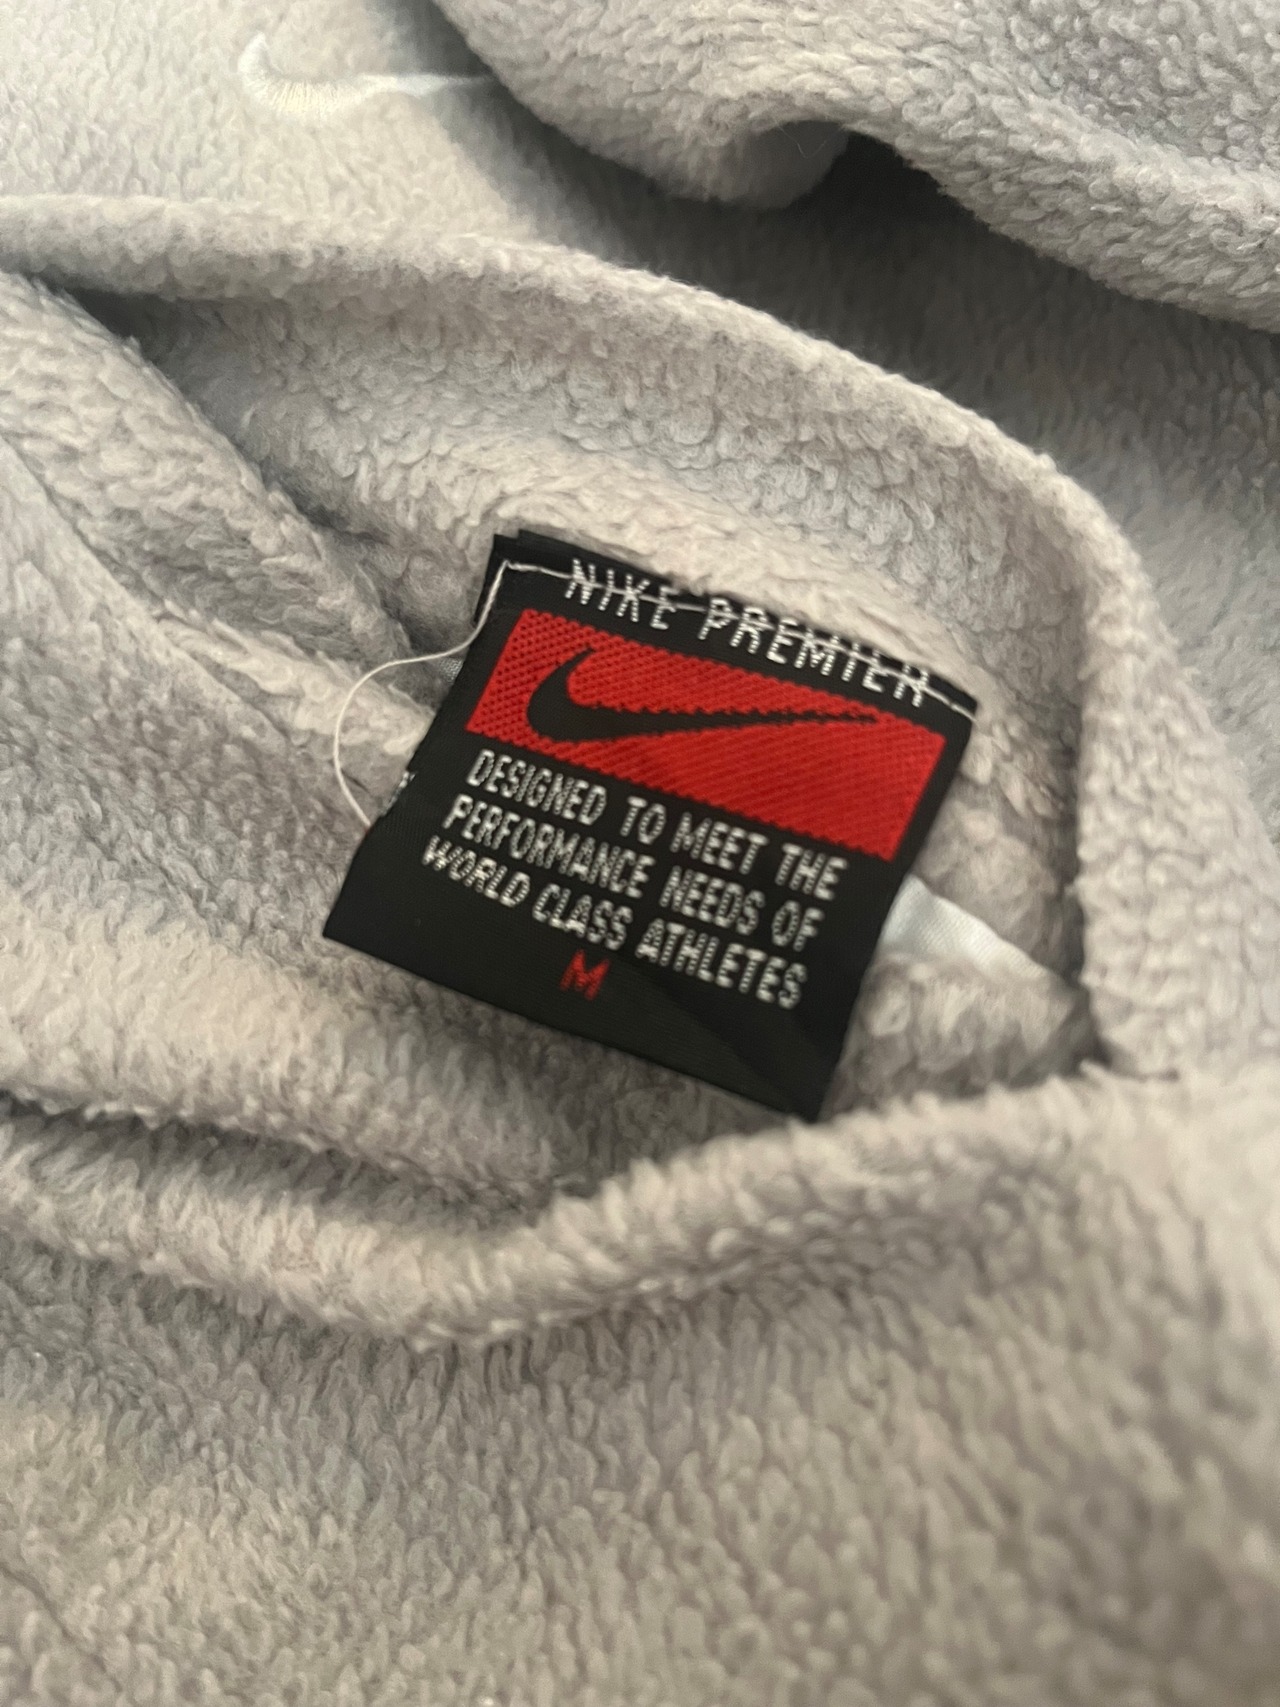 NIKE PREMIER
DESIGNED TO MEET THE
PERFORMANCE NEEDS OF
WORLD CLASS ATHLETES
M